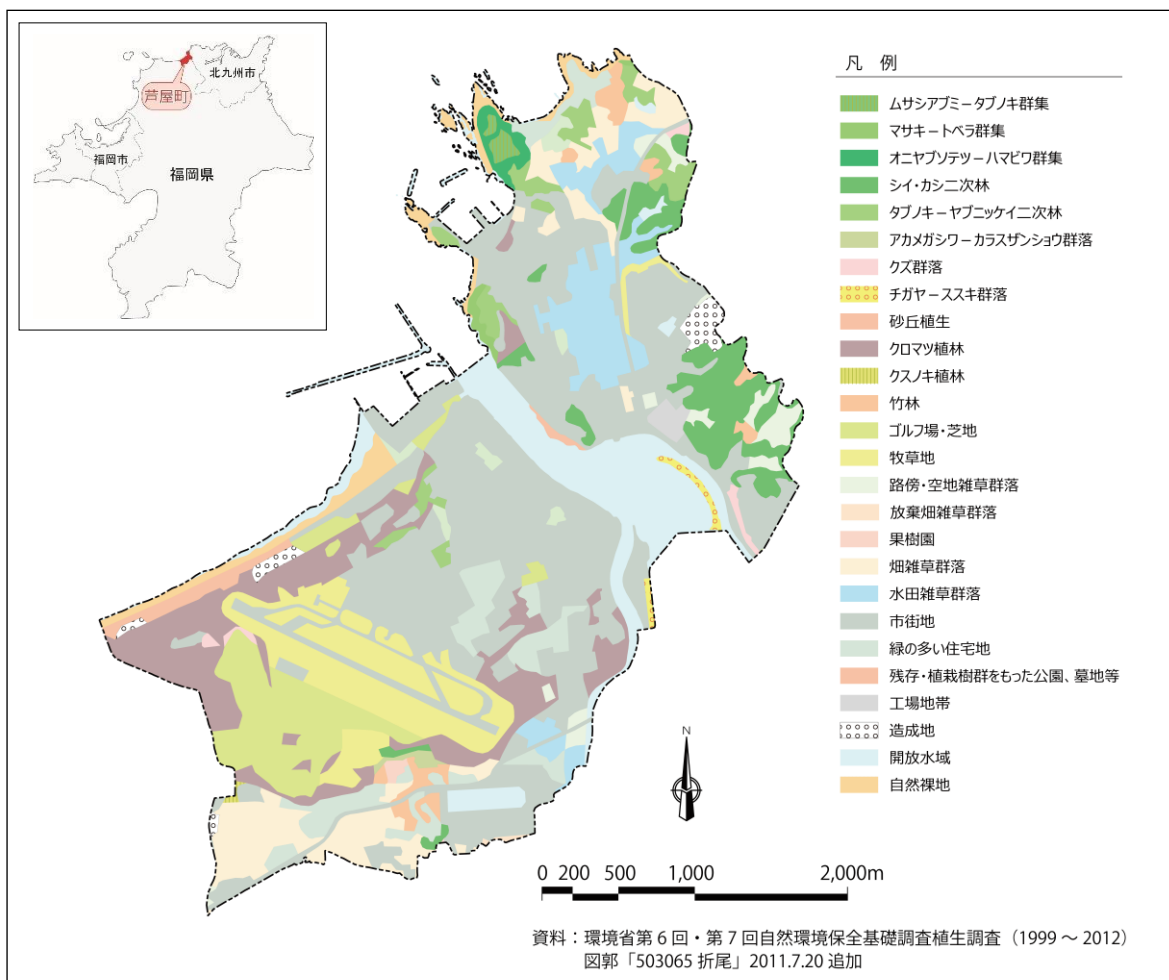 北九州市
芦屋町
福岡市
福岡県
凡 例
ムサシアブミータブノキ群集
マサキートベラ群集
オニヤブソテツーハマビワ群集
シイ・カシ二次林
タブノキーヤブニッケイ二次林
アカメガシワーカラスザンショウ群落
クズ群落
チガヤーススキ群落
砂丘植生
クロマツ植林
クスノキ植林
竹林
ゴルフ場・芝地
牧草地
路傍・空地雑草群落
放棄畑雑草群落
果樹園
畑雑草群落
水田雑草群落
市街地
緑の多い住宅地
残存・植栽樹群をもった公園、墓地等
工場地帯
造成地
開放水域
自然裸地
N
0 200 500 1,000 2,000m
資料:環境省第6回・第7回自然環境保全基礎調査植生調査(1999~2012)
図郭「503065 折尾」2011.7.20 追加